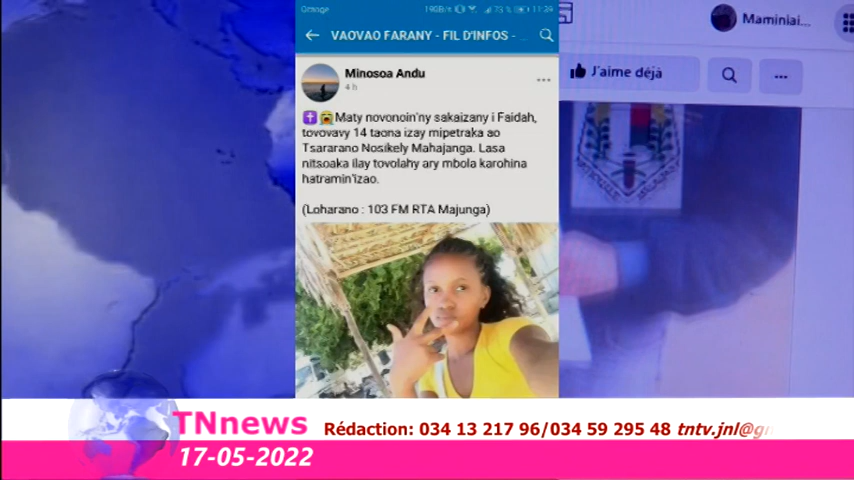 Orange
11:29
VAOVAO FARANY - FIL D'INFOS -
Minosoa Andu
4 h
Maty novonoin'ny sakaizany i Faidah,
tovovavy 14 taona izay mipetraka ao
Tsararano Nosikely Mahajanga. Lasa
nitsoaka ilay tovolahy ary mbola karohina
hatramin'izao.
(Loharano : 103 FM RTA Majunga)
Maminiai...
J'aime déjà
TNnews
Rédaction: 034 13 217 96/034 59 295 48 tntv.jnl@g
17-05-2022